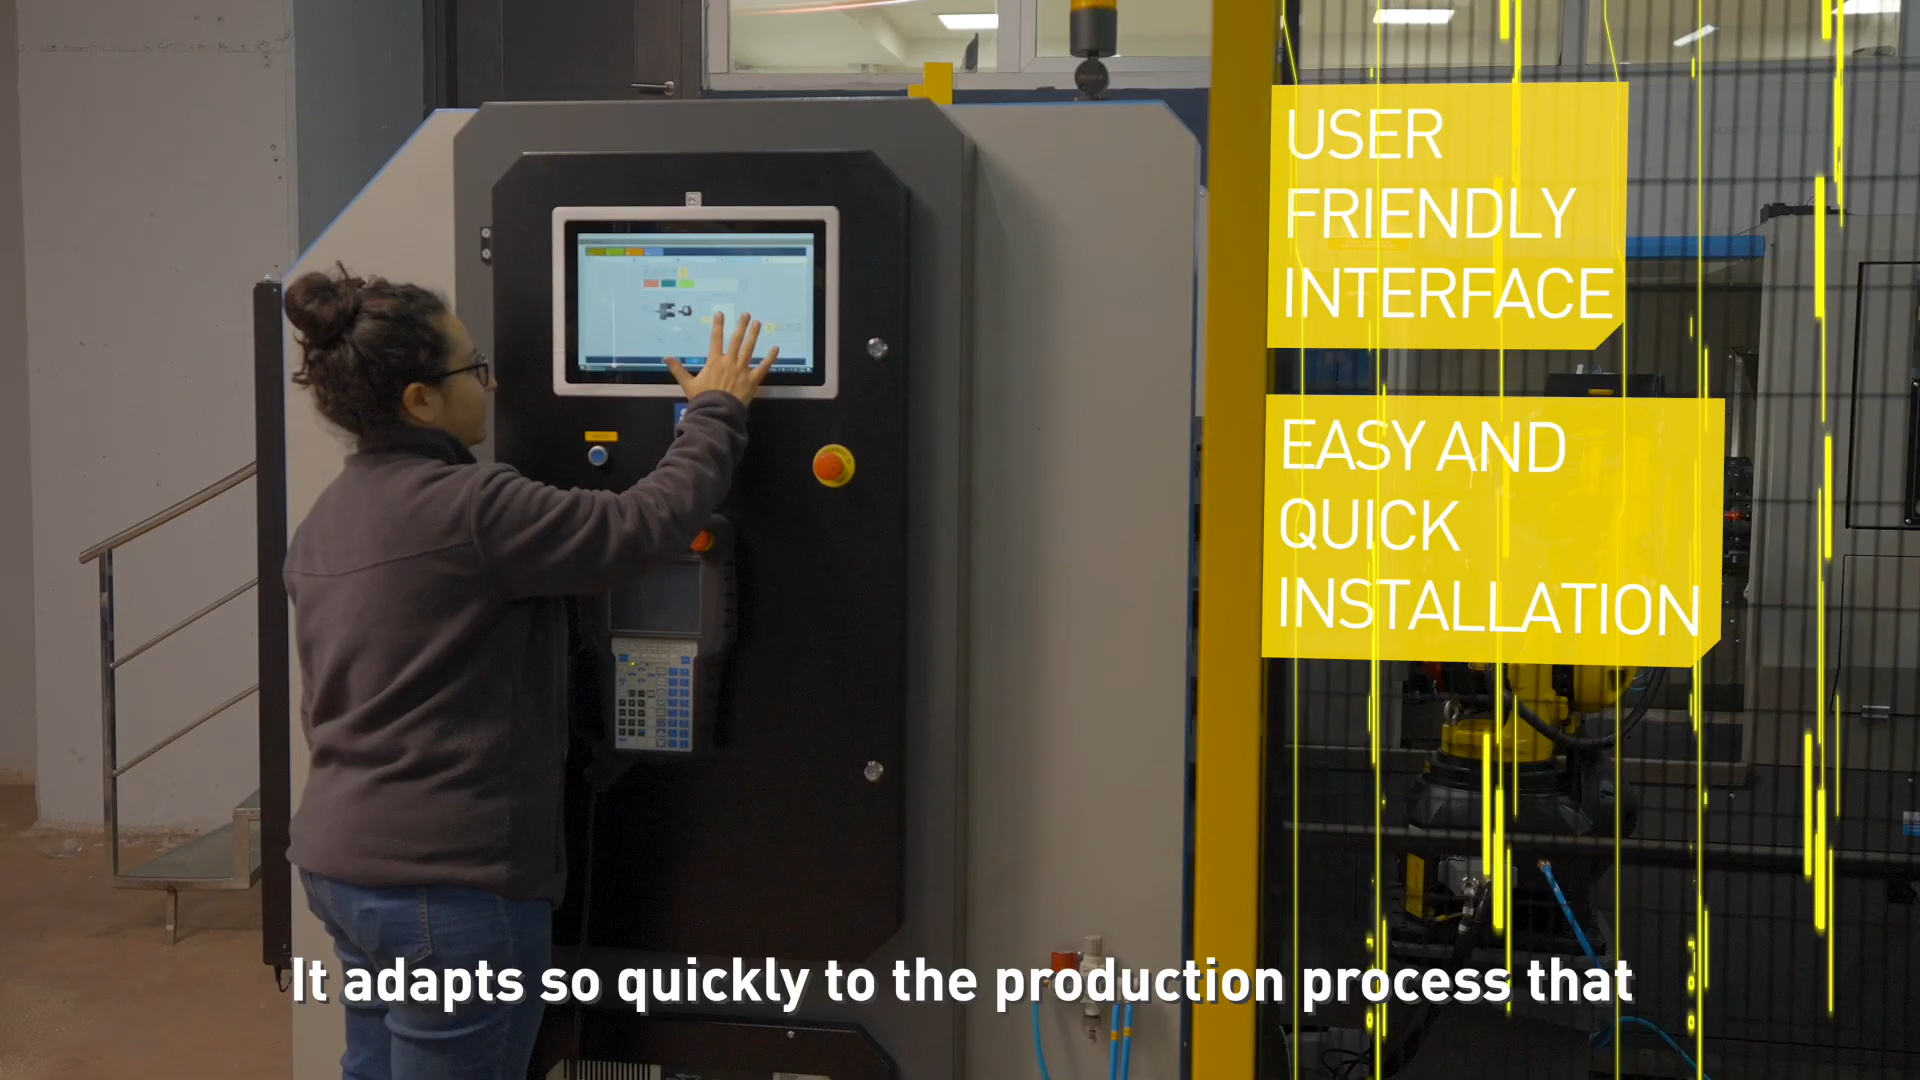 USER
FRIENDLY
INTERFACE
EASY AND
QUICK
INSTALLATION
It adapts so quickly to the production process that